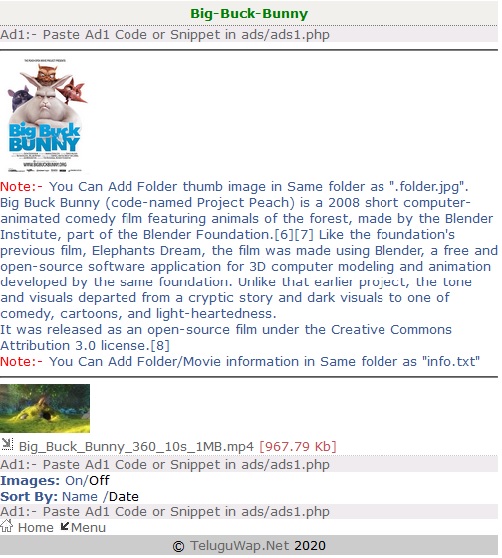 Big-Buck-Bunny
Ad1:- Paste Ad1 Code or Snippet in ads/ads1.php
BIG BUCK
BUNNY
WWW.BIGBUCKBUNNY.ORG
Note:- You Can Add Folder thumb image in Same folder as ".folder.jpg".
Big Buck Bunny (code-named Project Peach) is a 2008 short computer-
animated comedy film featuring animals of the forest, made by the Blender
Institute, part of the Blender Foundation.[6][7] Like the foundation's
previous film, Elephants Dream, the film was made using Blender, a free and
open-source software application for 3D computer modeling and animation
developed by the same foundation. Unlike that earlier project, the tone
and visuals departed from a cryptic story and dark visuals to one of
comedy, cartoons, and light-heartedness.
It was released as an open-source film under the Creative Commons
Attribution 3.0 license.[8]
Note:- You Can Add Folder/Movie information in Same folder as "info.txt"
Big_Buck_Bunny_360_10s_1MB.mp4 [967.79 Kb]
Ad1:- Paste Ad1 Code or Snippet in ads/ads1.php
Images: On/Off
Sort By: Name /Date
Ad1:- Paste Ad1 Code or Snippet in ads/ads1.php
Home Menu
© TeluguWap.Net 2020